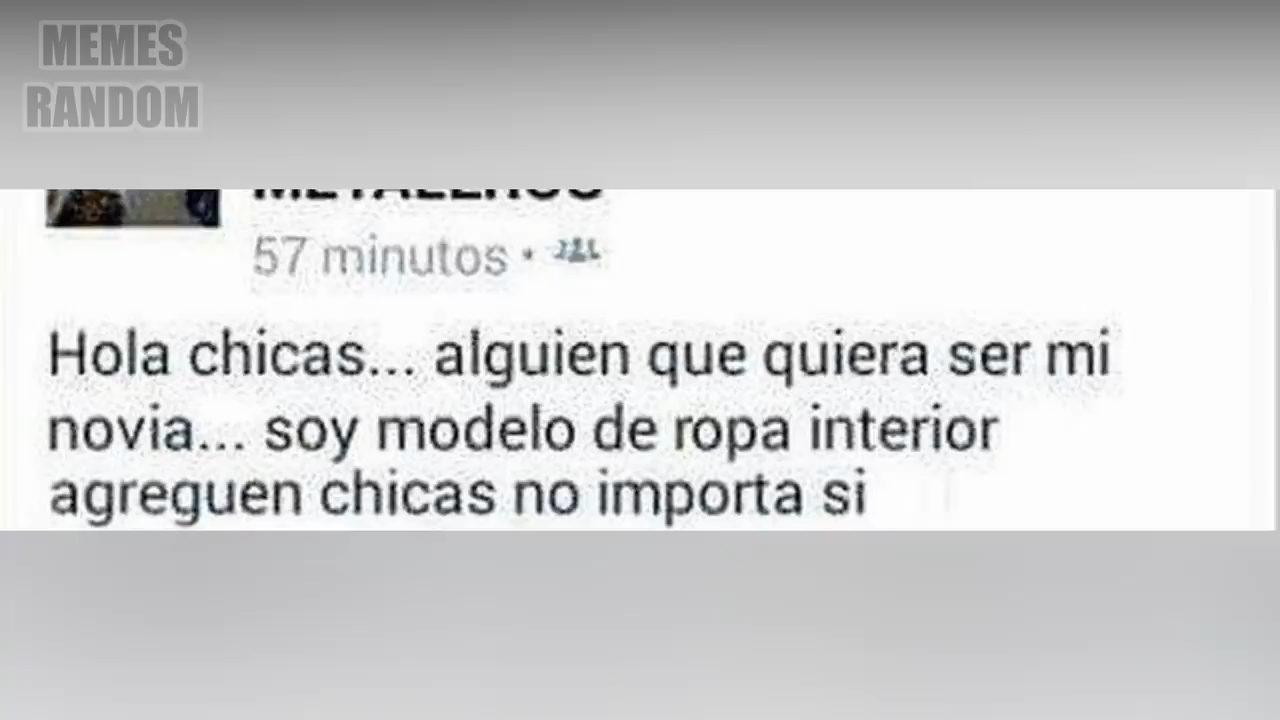 MEMES
RANDOM
METALEROS
57 minutos •
Hola chicas... alguien que quiera ser mi
novia... soy modelo de ropa interior
agreguen chicas no importa si